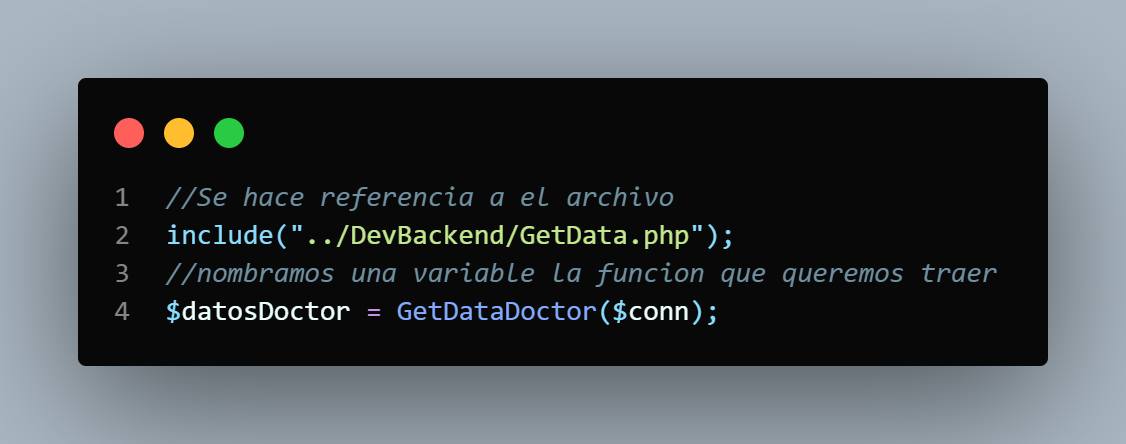 1 //Se hace referencia a el archivo
2 include("../DevBackend/GetData.php");
3 //nombramos una variable la funcion que queremos traer
4 $datosDoctor = GetDataDoctor($conn);